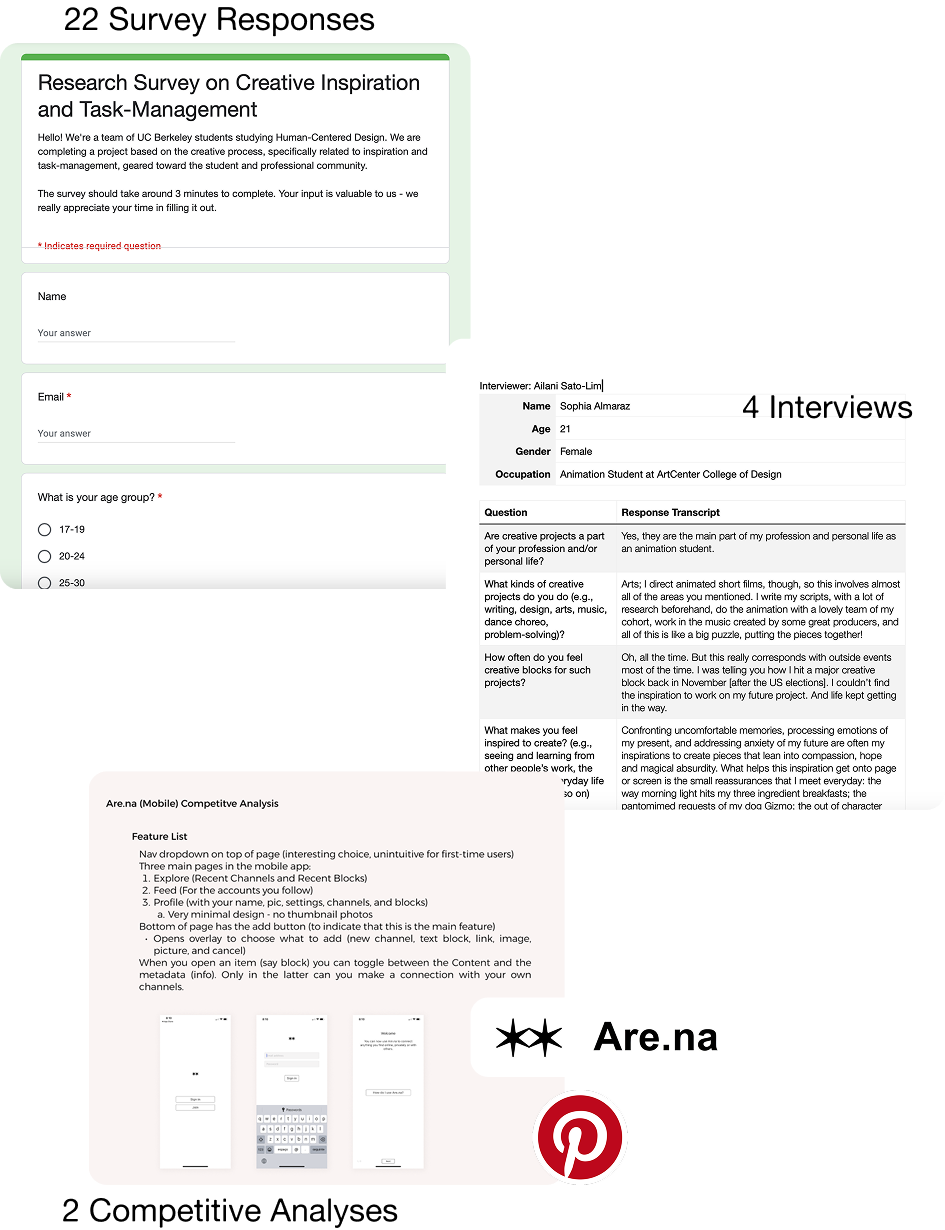 22 Survey Responses
Research Survey on Creative Inspiration
and Task-Management
Hello! We're a team of UC Berkeley students studying Human-Centered Design. We are
completing a project based on the creative process, specifically related to inspiration and
task-management, geared toward the student and professional community.
The survey should take around 3 minutes to complete. Your input is valuable to us - we
really appreciate your time in filling it out.
* Indicates required question
Name
Your answer
Email *
Your answer
What is your age group? *
17-19
20-24
25-30
Interviewer: Ailani Sato-Lim
4 Interviews
Name Sophia Almaraz
Age 21
Gender Female
Occupation Animation Student at ArtCenter College of Design
Question Response Transcript
Are creative projects a part
of your profession and/or
personal life?
Yes, they are the main part of my profession and personal life as
an animation student.
What kinds of creative
projects do you do (e.g.,
writing, design, arts, music,
dance choreo,
problem-solving)?
Arts; I direct animated short films, though, so this involves almost
all of the areas you mentioned. I write my scripts, with a lot of
research beforehand, do the animation with a lovely team of my
cohort, work in the music created by some great producers, and
all of this is like a big puzzle, putting the pieces together!
How often do you feel
creative blocks for such
projects?
Oh, all the time. But this really corresponds with outside events
most of the time. I was telling you how I hit a major creative
block back in November [after the US elections]. I couldn't find
the inspiration to work on my future project. And life kept getting
in the way.
What makes you feel
inspired to create? (e.g.,
seeing and learning from
other people's work, the
ryday life
so on)
Confronting uncomfortable memories, processing emotions of
my present, and addressing anxiety of my future are often my
inspirations to create pieces that lean into compassion, hope
and magical absurdity. What helps this inspiration get onto page
or screen is the small reassurances that I meet everyday: the
way morning light hits my three ingredient breakfasts; the
pantomimed requests of my dog Gizmo; the out of character
Are.na (Mobile) Competitve Analysis
Feature List
Nav dropdown on top of page (interesting choice, unintuitive for first-time users)
Three main pages in the mobile app:
1. Explore (Recent Channels and Recent Blocks)
2. Feed (For the accounts you follow)
3. Profile (with your name, pic, settings, channels, and blocks)
a. Very minimal design - no thumbnail photos
Bottom of page has the add button (to indicate that this is the main feature)
• Opens overlay to choose what to add (new channel, text block, link, image,
picture, and cancel)
When you open an item (say block) you can toggle between the Content and the
metadata (info). Only in the latter can you make a connection with your own
channels.
Sign in
Sign in
Passwords
q w e r t y u i o p
a s d f g h j k l
z x c v b n m
Welcome
Are.na
2 Competitive Analyses